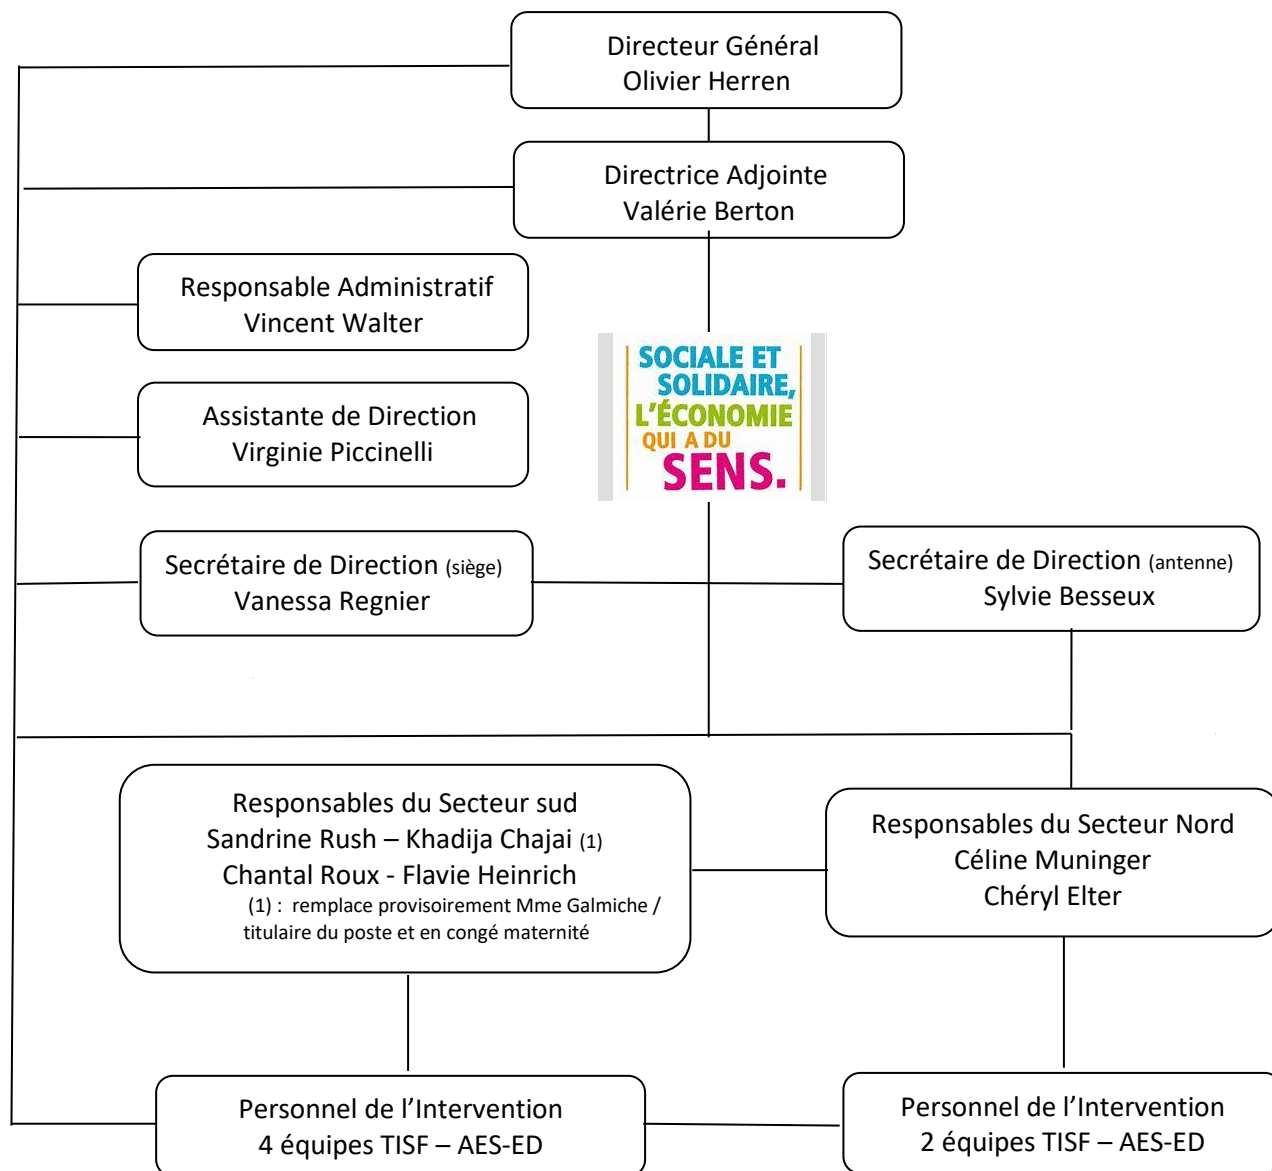 Directeur Général
Olivier Herren
Directrice Adjointe
Valérie Berton
Responsable Administratif
Vincent Walter
SOCIALE ET
SOLIDAIRE,
L'ÉCONOMIE
QUI A DU
SENS.
Assistante de Direction
Virginie Piccinelli
Secrétaire de Direction (siège)
Vanessa Regnier
Secrétaire de Direction (antenne)
Sylvie Besseux
Responsables du Secteur sud
Sandrine Rush – Khadija Chajai (1)
Chantal Roux - Flavie Heinrich
(1) : remplace provisoirement Mme Galmiche /
titulaire du poste et en congé maternité
Responsables du Secteur Nord
Céline Muninger
Chéryl Elter
Personnel de l'Intervention
4 équipes TISF – AES-ED
Personnel de l'Intervention
2 équipes TISF – AES-ED